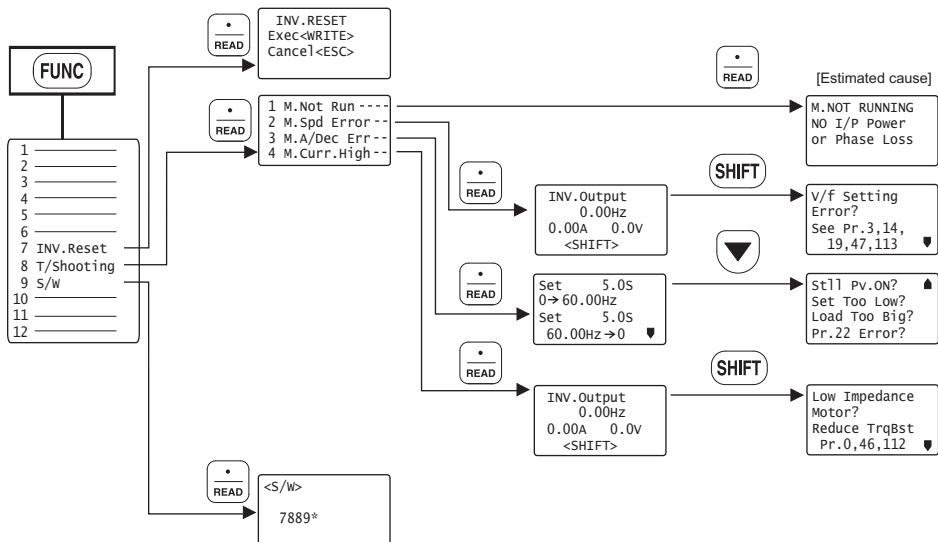 FUNC
1
2
3
4
5
6
7 INV.Reset
8 T/Shooting
9 S/W
10
11
12
READ
INV.RESET
Exec<WRITE>
Cancel<ESC>
READ
1 M.Not Run ----
2 M.Spd Error--
3 M.A/Dec Err--
4 M.Curr.High--
READ
[Estimated cause]
M.NOT RUNNING
NO I/P Power
or Phase Loss
READ
INV.Output
0.00Hz
0.00A 0.0V
<SHIFT>
SHIFT
V/f Setting
Error?
See Pr.3,14,
19,47,113
READ
Set 5.0S
0→60.00Hz
Set 5.0S
60.00Hz→0
Stll Pv.ON?
Set Too Low?
Load Too Big?
Pr.22 Error?
READ
INV.Output
0.00Hz
0.00A 0.0V
<SHIFT>
SHIFT
Low Impedance
Motor?
Reduce TrqBst
Pr.0,46,112
READ
<S/W>
7889*